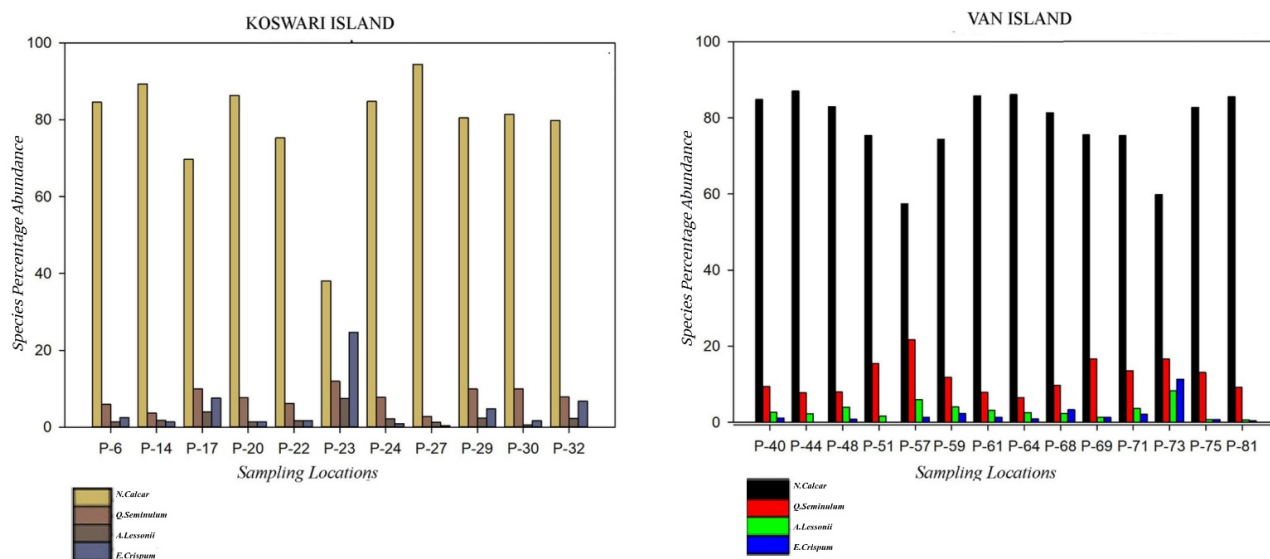 KOSWARI ISLAND
Species Percentage Abundance
100
80
60
40
20
0
P-6 P-14 P-17 P-20 P-22 P-23 P-24 P-27 P-29 P-30 P-32
Sampling Locations
N.Calcar
Q.Seminulum
A.Lessonii
E.Crispum
VAN ISLAND
Species Percentage Abundance
100
80
60
40
20
0
P-40 P-44 P-48 P-51 P-57 P-59 P-61 P-64 P-68 P-69 P-71 P-73 P-75 P-81
Sampling Locations
N.Calcar
Q.Seminulum
A.Lessonii
E.Crispum